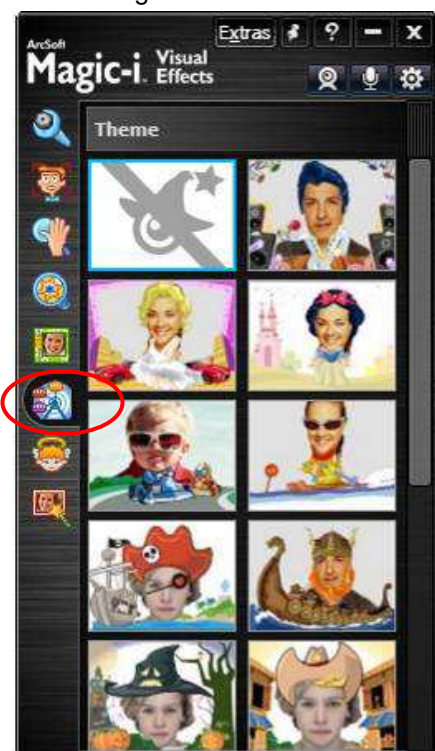 Extras ? – x
ArcSoft
Magic-i. Visual
Effects
Theme